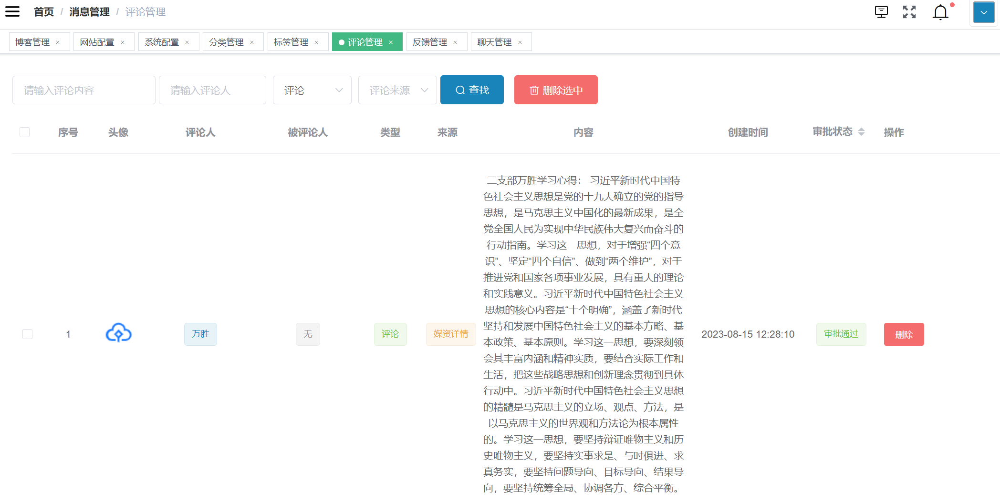 首页 / 消息管理 / 评论管理
博客管理 × 网站配置 × 系统配置 × 分类管理 × 标签管理 × 评论管理 × 反馈管理 × 聊天管理 ×
请输入评论内容 请输入评论人 评论 评论来源 查找 删除选中
序号 头像 评论人 被评论人 类型 来源 内容 创建时间 审批状态 操作
二支部万胜学习心得： 习近平新时代中国特
色社会主义思想是党的十九大确立的党的指导
思想，是马克思主义中国化的最新成果，是全
党全国人民为实现中华民族伟大复兴而奋斗的
行动指南。学习这一思想，对于增强“四个意
识”、坚定“四个自信”、做到“两个维护”，对于
推进党和国家各项事业发展，具有重大的理论
和实践意义。习近平新时代中国特色社会主义
思想的核心内容是“十个明确”，涵盖了新时代
坚持和发展中国特色社会主义的基本方略、基
1 万胜 无 评论 媒资详情 2023-08-15 12:28:10 审批通过 删除
本政策、基本原则。学习这一思想，要深刻领
会其丰富内涵和精神实质，要结合实际工作和
生活，把这些战略思想和创新理念贯彻到具体
行动中。习近平新时代中国特色社会主义思想
的精髓是马克思主义的立场、观点、方法，是
以马克思主义的世界观和方法论为根本属性
的。学习这一思想，要坚持辩证唯物主义和历
史唯物主义，要坚持实事求是、与时俱进、求
真务实，要坚持问题导向、目标导向、结果导
向，要坚持统筹全局、协调各方、综合平衡。